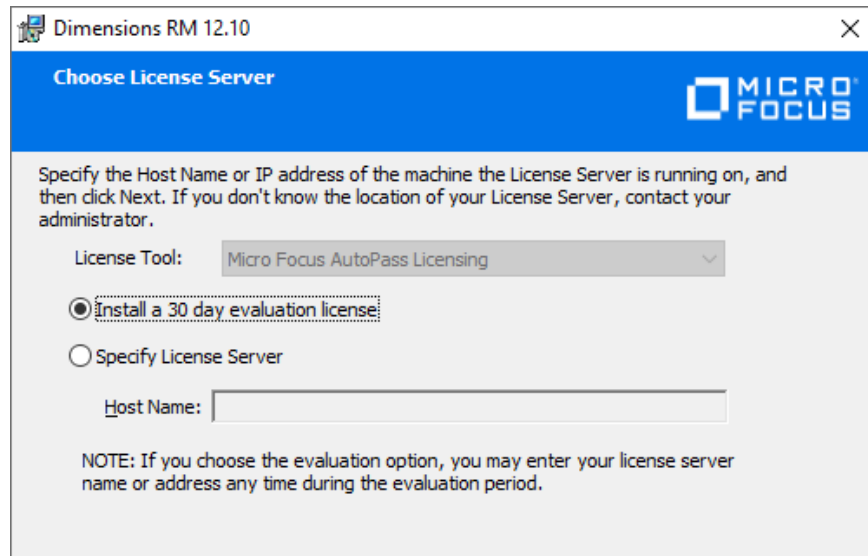 Dimensions RM 12.10
Choose License Server
MICRO
FOCUS
Specify the Host Name or IP address of the machine the License Server is running on, and
then click Next. If you don't know the location of your License Server, contact your
administrator.
License Tool: Micro Focus AutoPass Licensing
Install a 30 day evaluation license
Specify License Server
Host Name:
NOTE: If you choose the evaluation option, you may enter your license server
name or address any time during the evaluation period.